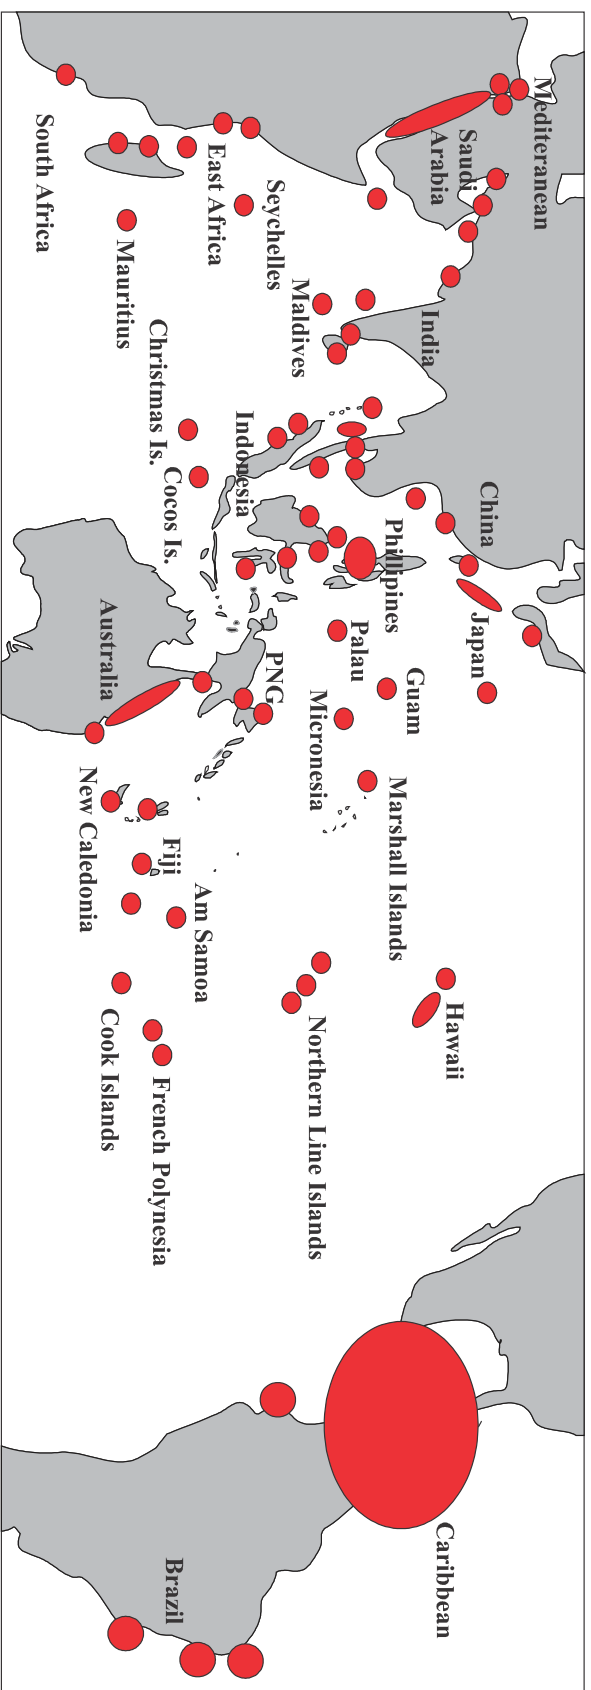 Mediteranean
Saudi
Arabia
South Africa
East Africa
Seychelles
Mauritius
Maldives
India
Christmas Is.
Cocos Is.
Indonesia
China
Phillipines
Japan
Palau
Guam
Micronesia
PNG
Australia
Marshall Islands
New Caledonia
Fiji
Am Samoa
Hawaii
Cook Islands
Northern Line Islands
French Polynesia
Caribbean
Brazil